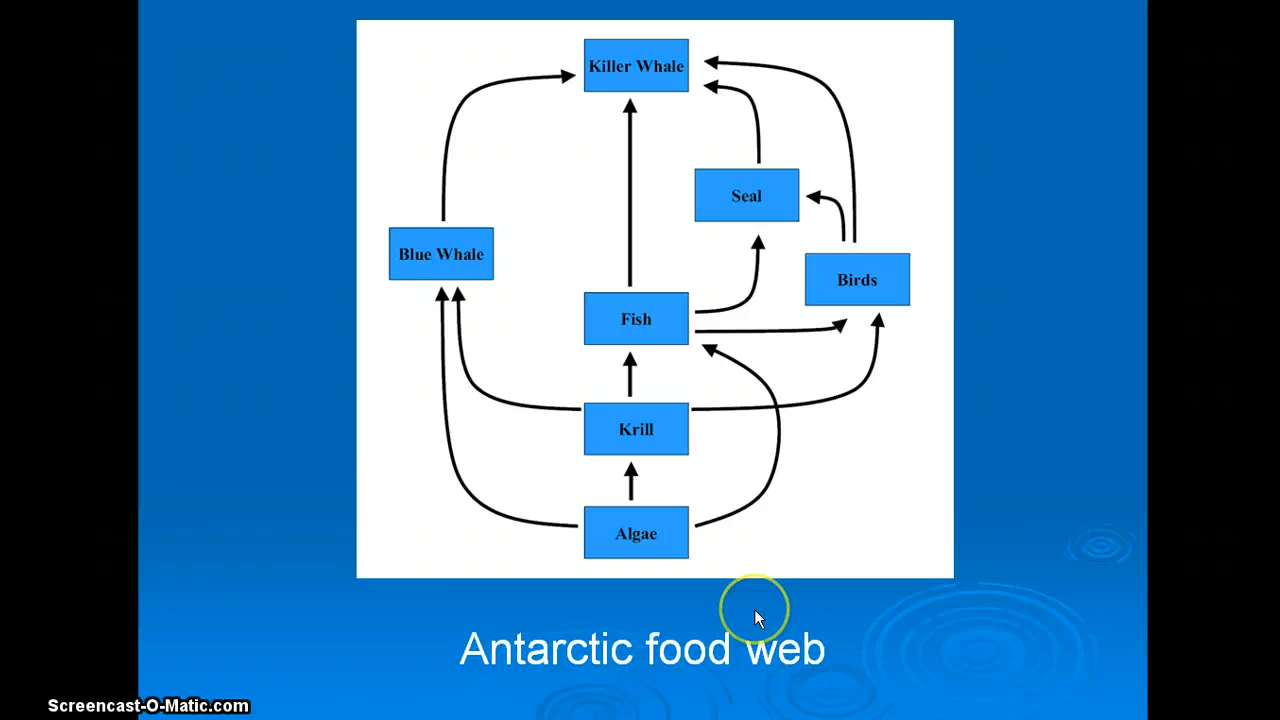 Killer Whale
Seal
Blue Whale
Birds
Fish
Krill
Algae
Antarctic food web
Screencast-O-Matic.com